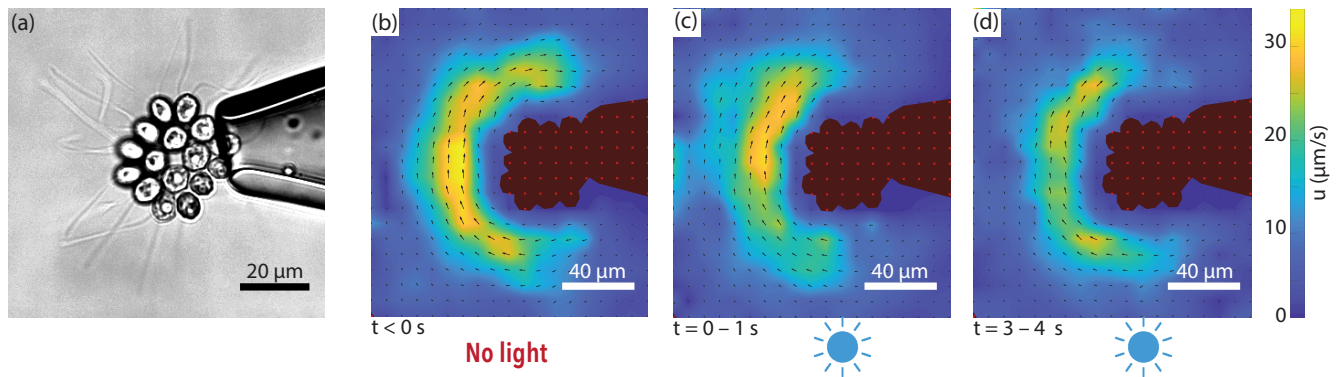 (a)
20 μm
(b)
40 μm
t < 0 s
No light
(c)
40 μm
t = 0 – 1 s
(d)
40 μm
t = 3 – 4 s
30
20
10
0
u (μm/s)